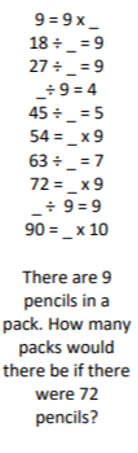 9 = 9 x _
18 ÷ _ = 9
27 ÷ _ = 9
_÷ 9 = 4
45 ÷ _ = 5
54 = _ x 9
63 ÷ _ = 7
72 = _ x 9
_ ÷ 9 = 9
90 = _ x 10
There are 9
pencils in a
pack. How many
packs would
there be if there
were 72
pencils?